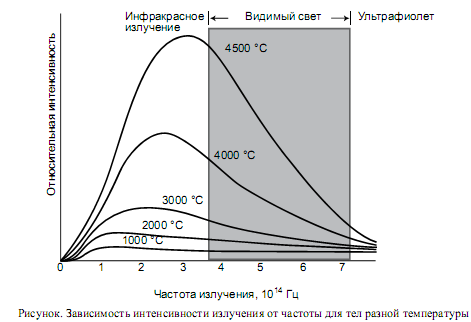 Инфракрасное излучение
Видимый свет
Ультрафиолет
Относительная интенсивность
4500 °C
4000 °C
3000 °C
2000 °C
1000 °C
0 1 2 3 4 5 6 7
Частота излучения, 10¹⁴ Гц
Рисунок. Зависимость интенсивности излучения от частоты для тел разной температуры